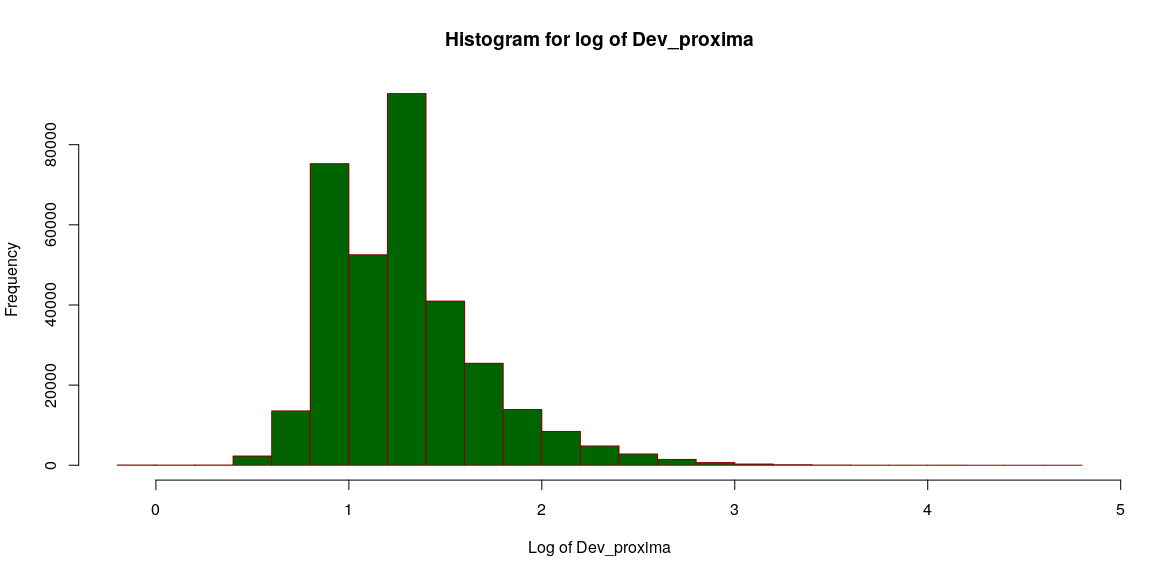 Histogram for log of Dev_proxima
Frequency
80000
60000
40000
20000
0
0 1 2 3 4 5
Log of Dev_proxima